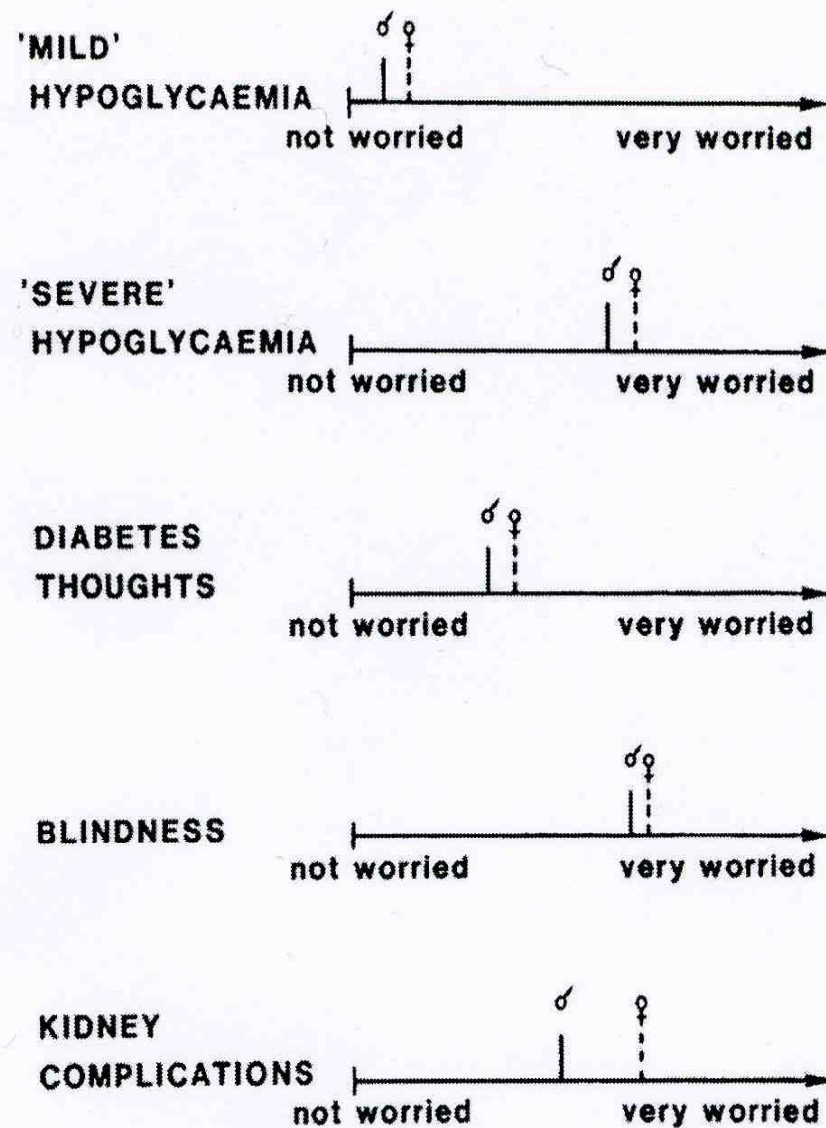 ♂ ♀
'MILD'
HYPOGLYCAEMIA
not worried very worried
♂ ♀
'SEVERE'
HYPOGLYCAEMIA
not worried very worried
♂ ♀
DIABETES
THOUGHTS
not worried very worried
♂ ♀
BLINDNESS
not worried very worried
♂ ♀
KIDNEY
COMPLICATIONS
not worried very worried